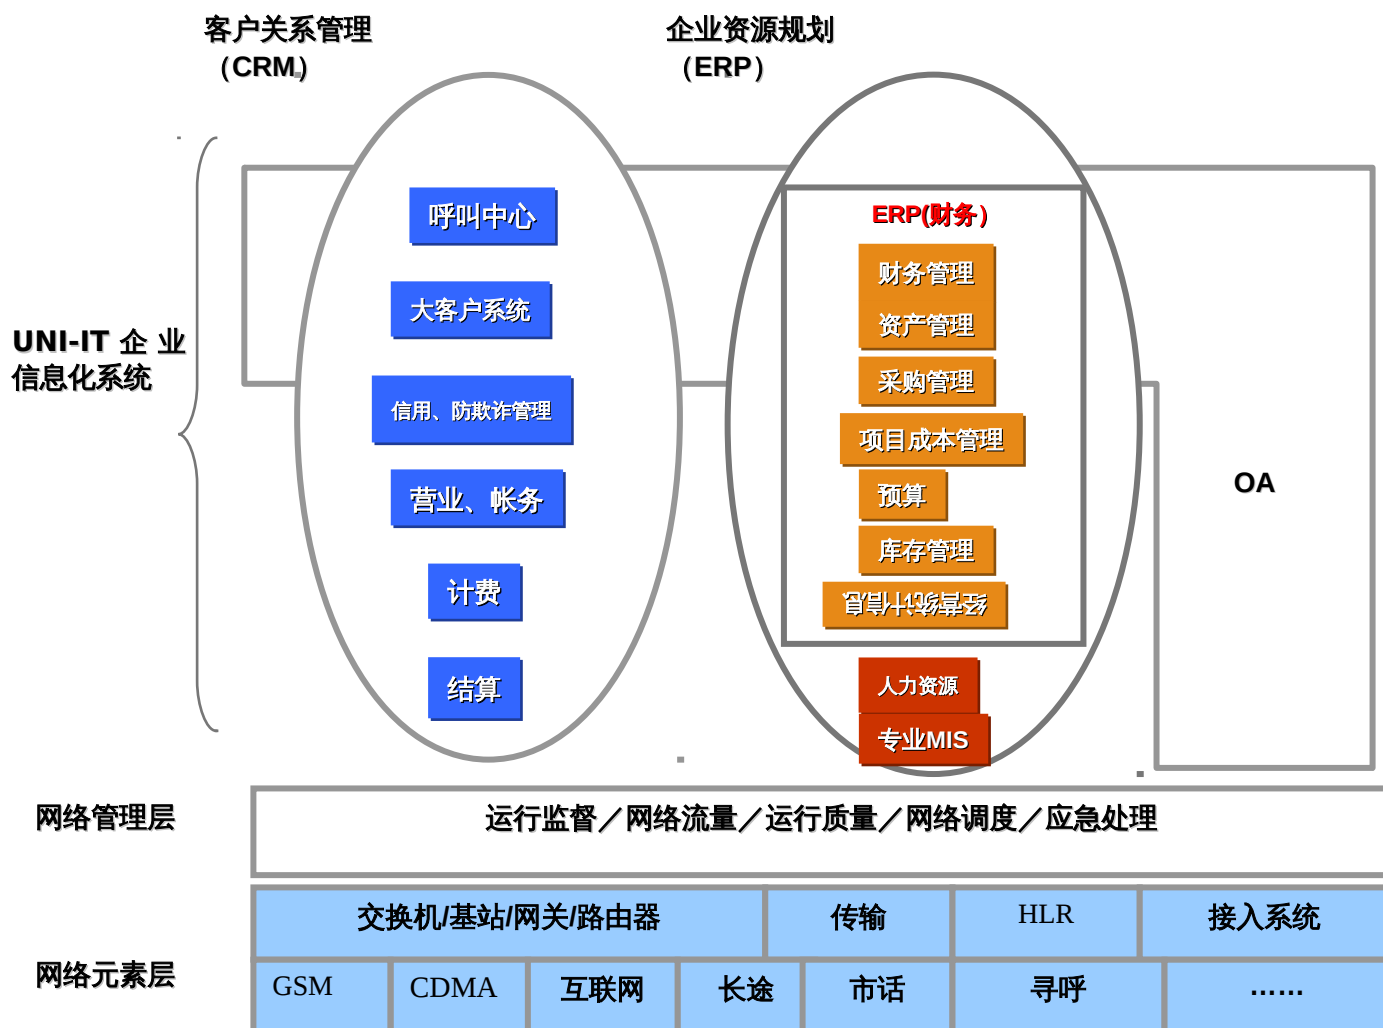 客户关系管理
（CRM）
企业资源规划
（ERP）
UNI-IT 企 业
信息化系统
呼叫中心
大客户系统
信用、防欺诈管理
营业、帐务
计费
结算
ERP(财务）
财务管理
资产管理
采购管理
项目成本管理
预算
库存管理
经营统计信息
人力资源
专业MIS
OA
网络管理层
运行监督／网络流量／运行质量／网络调度／应急处理
网络元素层
交换机/基站/网关/路由器
传输
HLR
接入系统
GSM
CDMA
互联网
长途
市话
寻呼
……